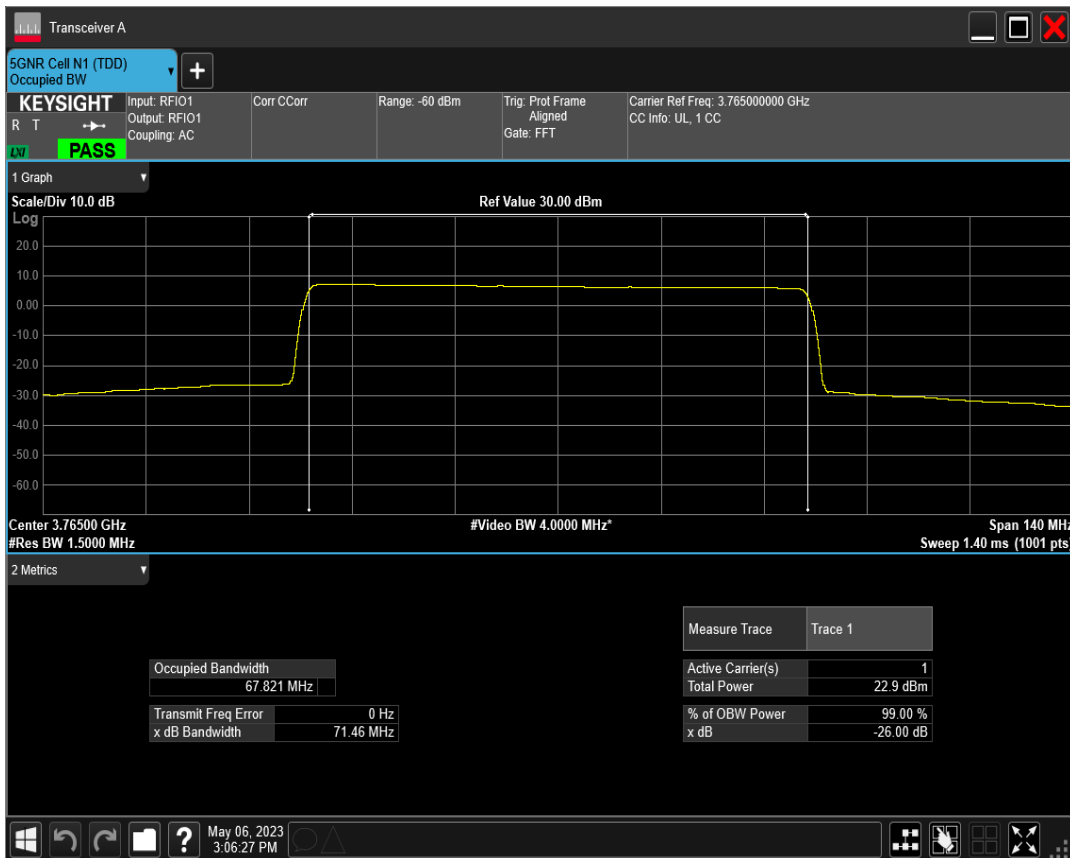 Transceiver A
5GNR Cell N1 (TDD)
Occupied BW
+
KEYSIGHT
R T
LXI
PASS
Input: RFIO1
Output: RFIO1
Coupling: AC
Corr CCorr
Range: -60 dBm
Trig: Prot Frame
Aligned
Gate: FFT
Carrier Ref Freq: 3.765000000 GHz
CC Info: UL, 1 CC
1 Graph
Scale/Div 10.0 dB
Ref Value 30.00 dBm
Log
20.0
10.0
0.00
-10.0
-20.0
-30.0
-40.0
-50.0
-60.0
Center 3.76500 GHz
#Video BW 4.0000 MHz*
Span 140 MHz
#Res BW 1.5000 MHz
Sweep 1.40 ms (1001 pts)
2 Metrics
Measure Trace Trace 1
Occupied Bandwidth
67.821 MHz
Active Carrier(s) 1
Total Power 22.9 dBm
Transmit Freq Error 0 Hz
x dB Bandwidth 71.46 MHz
% of OBW Power 99.00 %
x dB -26.00 dB
?
May 06, 2023
3:06:27 PM